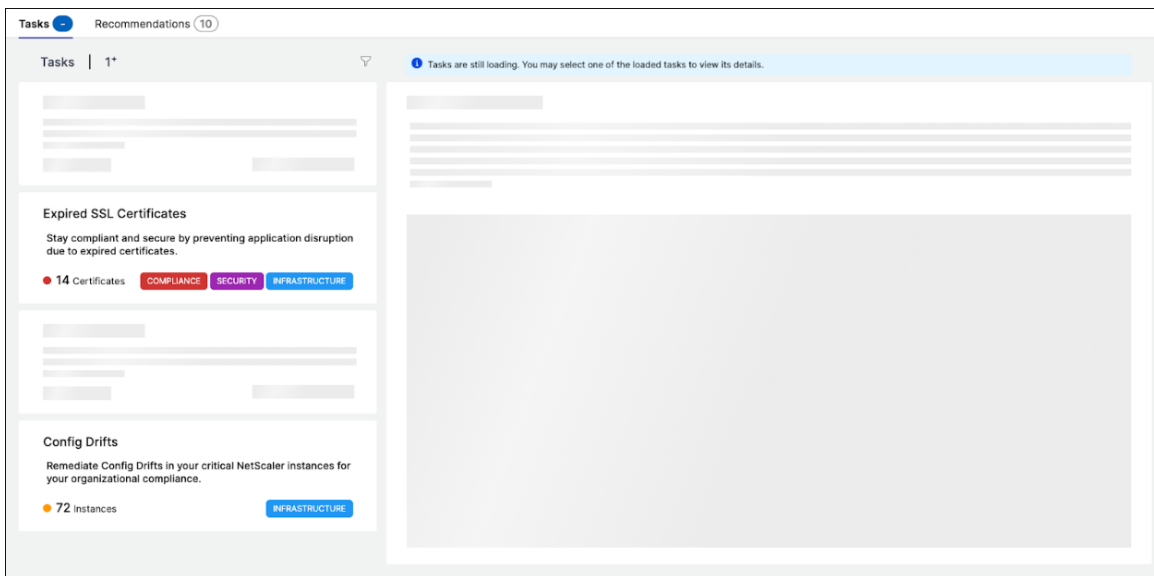 Tasks - Recommendations 10
Tasks 1+
Tasks are still loading. You may select one of the loaded tasks to view its details.
Expired SSL Certificates
Stay compliant and secure by preventing application disruption
due to expired certificates.
14 Certificates COMPLIANCE SECURITY INFRASTRUCTURE
Config Drifts
Remediate Config Drifts in your critical NetScaler instances for
your organizational compliance.
72 Instances INFRASTRUCTURE